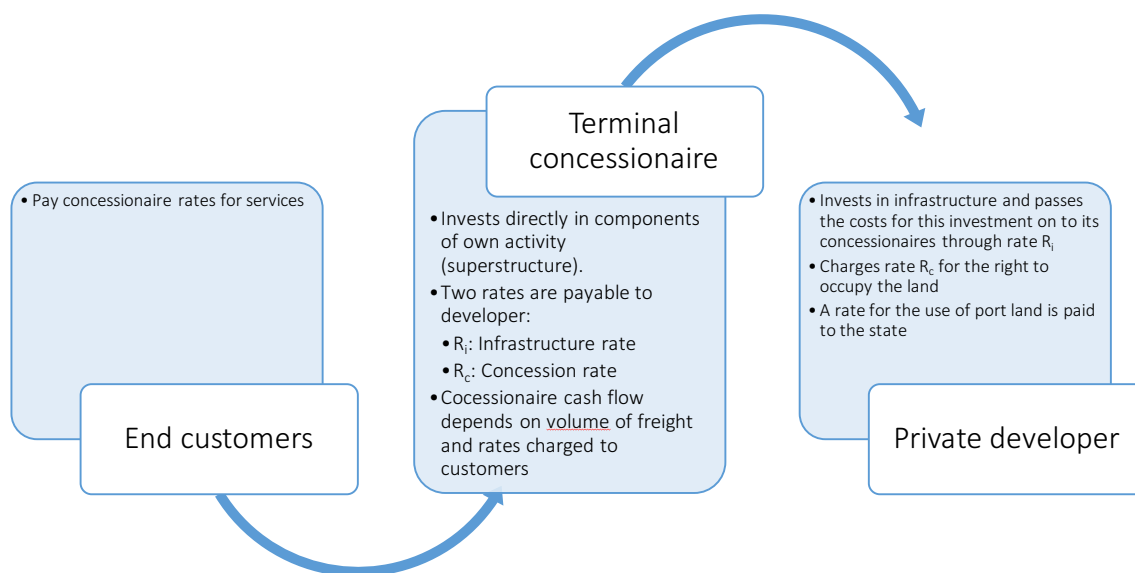 • Pay concessionaire rates for services
End customers
Terminal
concessionaire
• Invests directly in components
of own activity
(superstructure).
• Two rates are payable to
developer:
• Rᵢ: Infrastructure rate
• R꜀: Concession rate
• Cocessionaire cash flow
depends on volume of freight
and rates charged to
customers
• Invests in infrastructure and passes
the costs for this investment on to its
concessionaires through rate Rᵢ
• Charges rate R꜀ for the right to
occupy the land
• A rate for the use of port land is paid
to the state
Private developer